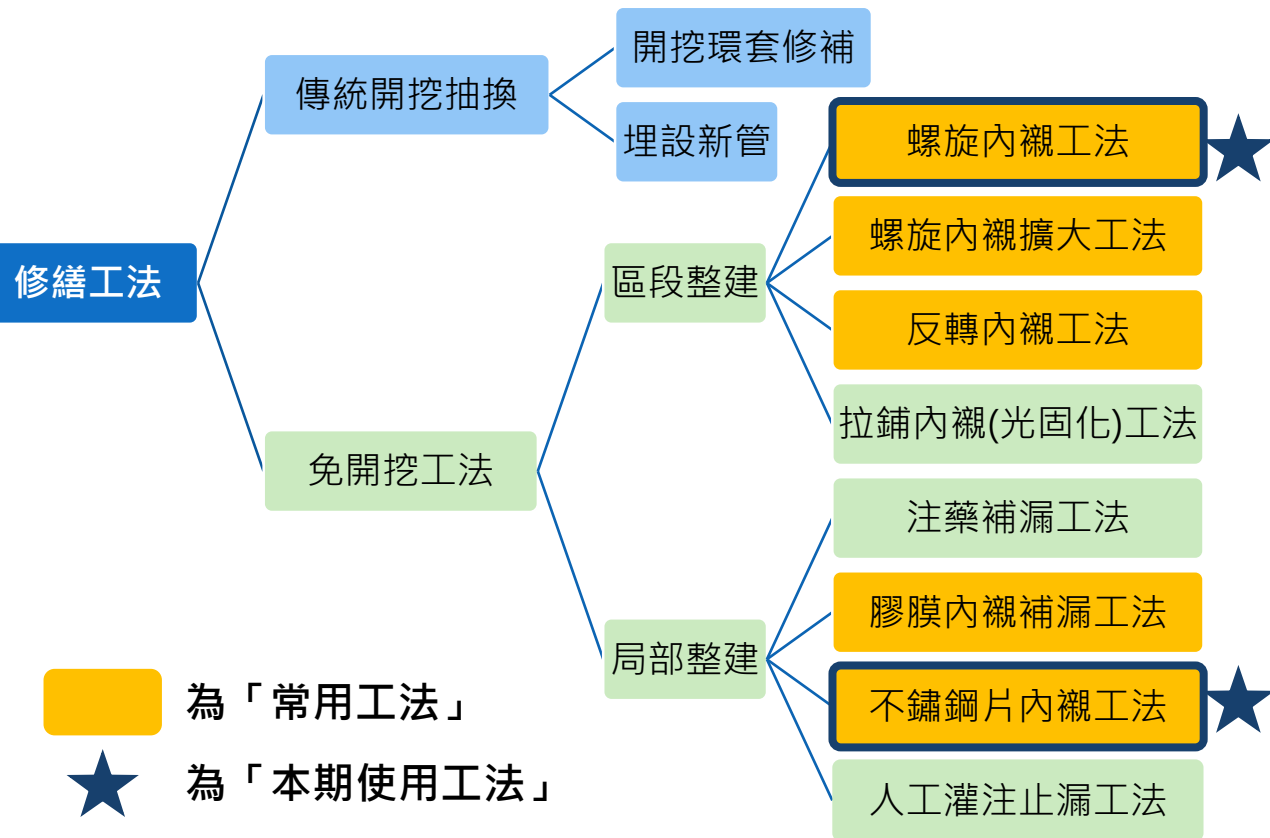 修繕工法
傳統開挖抽換
開挖環套修補
埋設新管
免開挖工法
區段整建
螺旋內襯工法
螺旋內襯擴大工法
反轉內襯工法
拉鋪內襯(光固化)工法
局部整建
注藥補漏工法
膠膜內襯補漏工法
不鏽鋼片內襯工法
人工灌注止漏工法
為「常用工法」
為「本期使用工法」